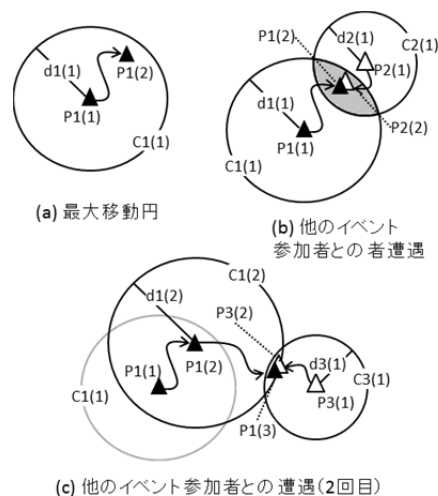 d1(1)
P1(2)
P1(1)
C1(1)
(a) 最大移動円
P1(2)
d2(1)
C2(1)
P2(1)
d1(1)
P2(2)
P1(1)
C1(1)
(b) 他のイベント
参加者との者遭遇
C1(2)
d1(2)
P3(2)
P1(1)
P1(2)
d3(1)
C3(1)
C1(1)
P3(1)
P1(3)
(c) 他のイベント参加者との遭遇(2回目)